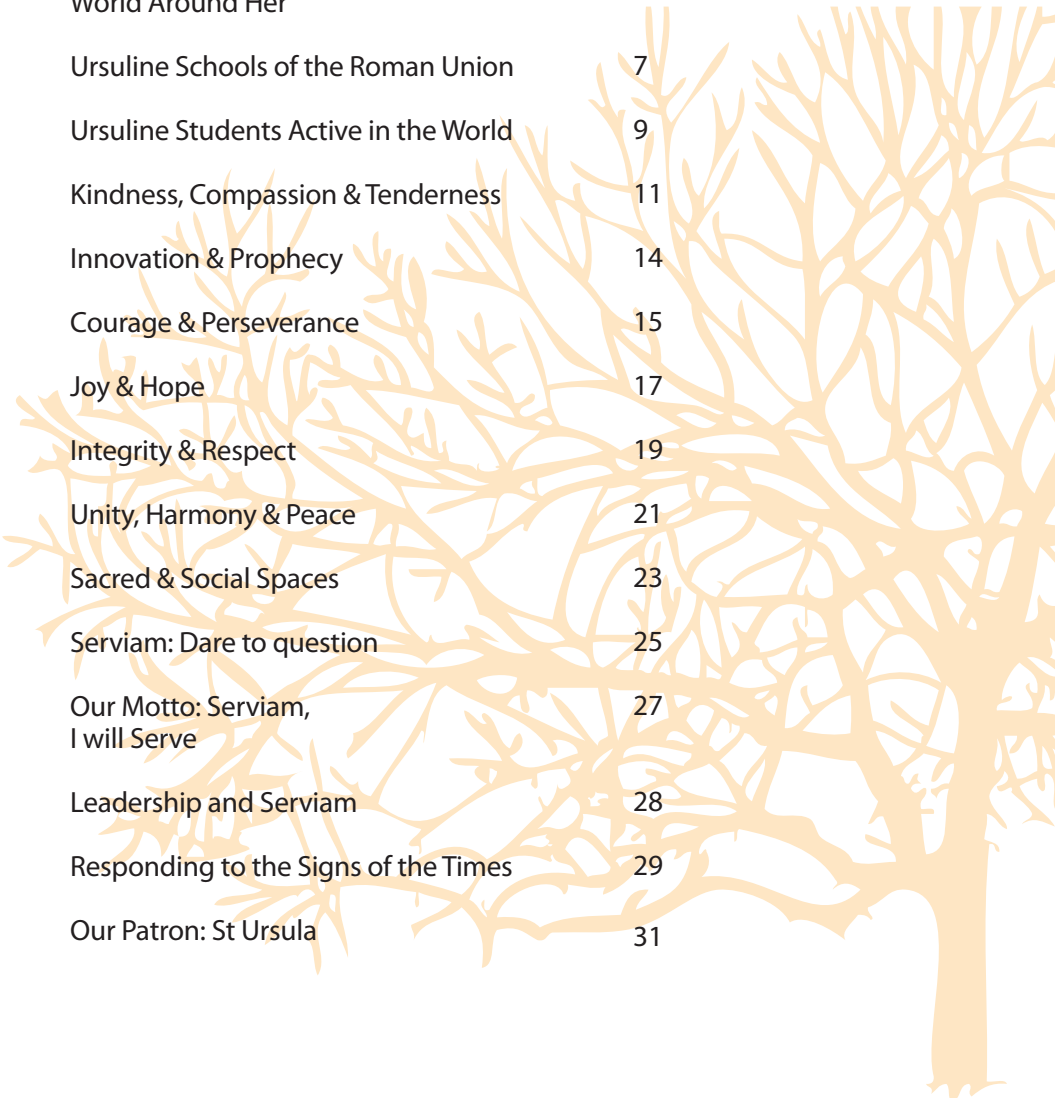 World Around Her
Ursuline Schools of the Roman Union 7
Ursuline Students Active in the World 9
Kindness, Compassion & Tenderness 11
Innovation & Prophecy 14
Courage & Perseverance 15
Joy & Hope 17
Integrity & Respect 19
Unity, Harmony & Peace 21
Sacred & Social Spaces 23
Serviam: Dare to question 25
Our Motto: Serviam, 27
I will Serve
Leadership and Serviam 28
Responding to the Signs of the Times 29
Our Patron: St Ursula 31